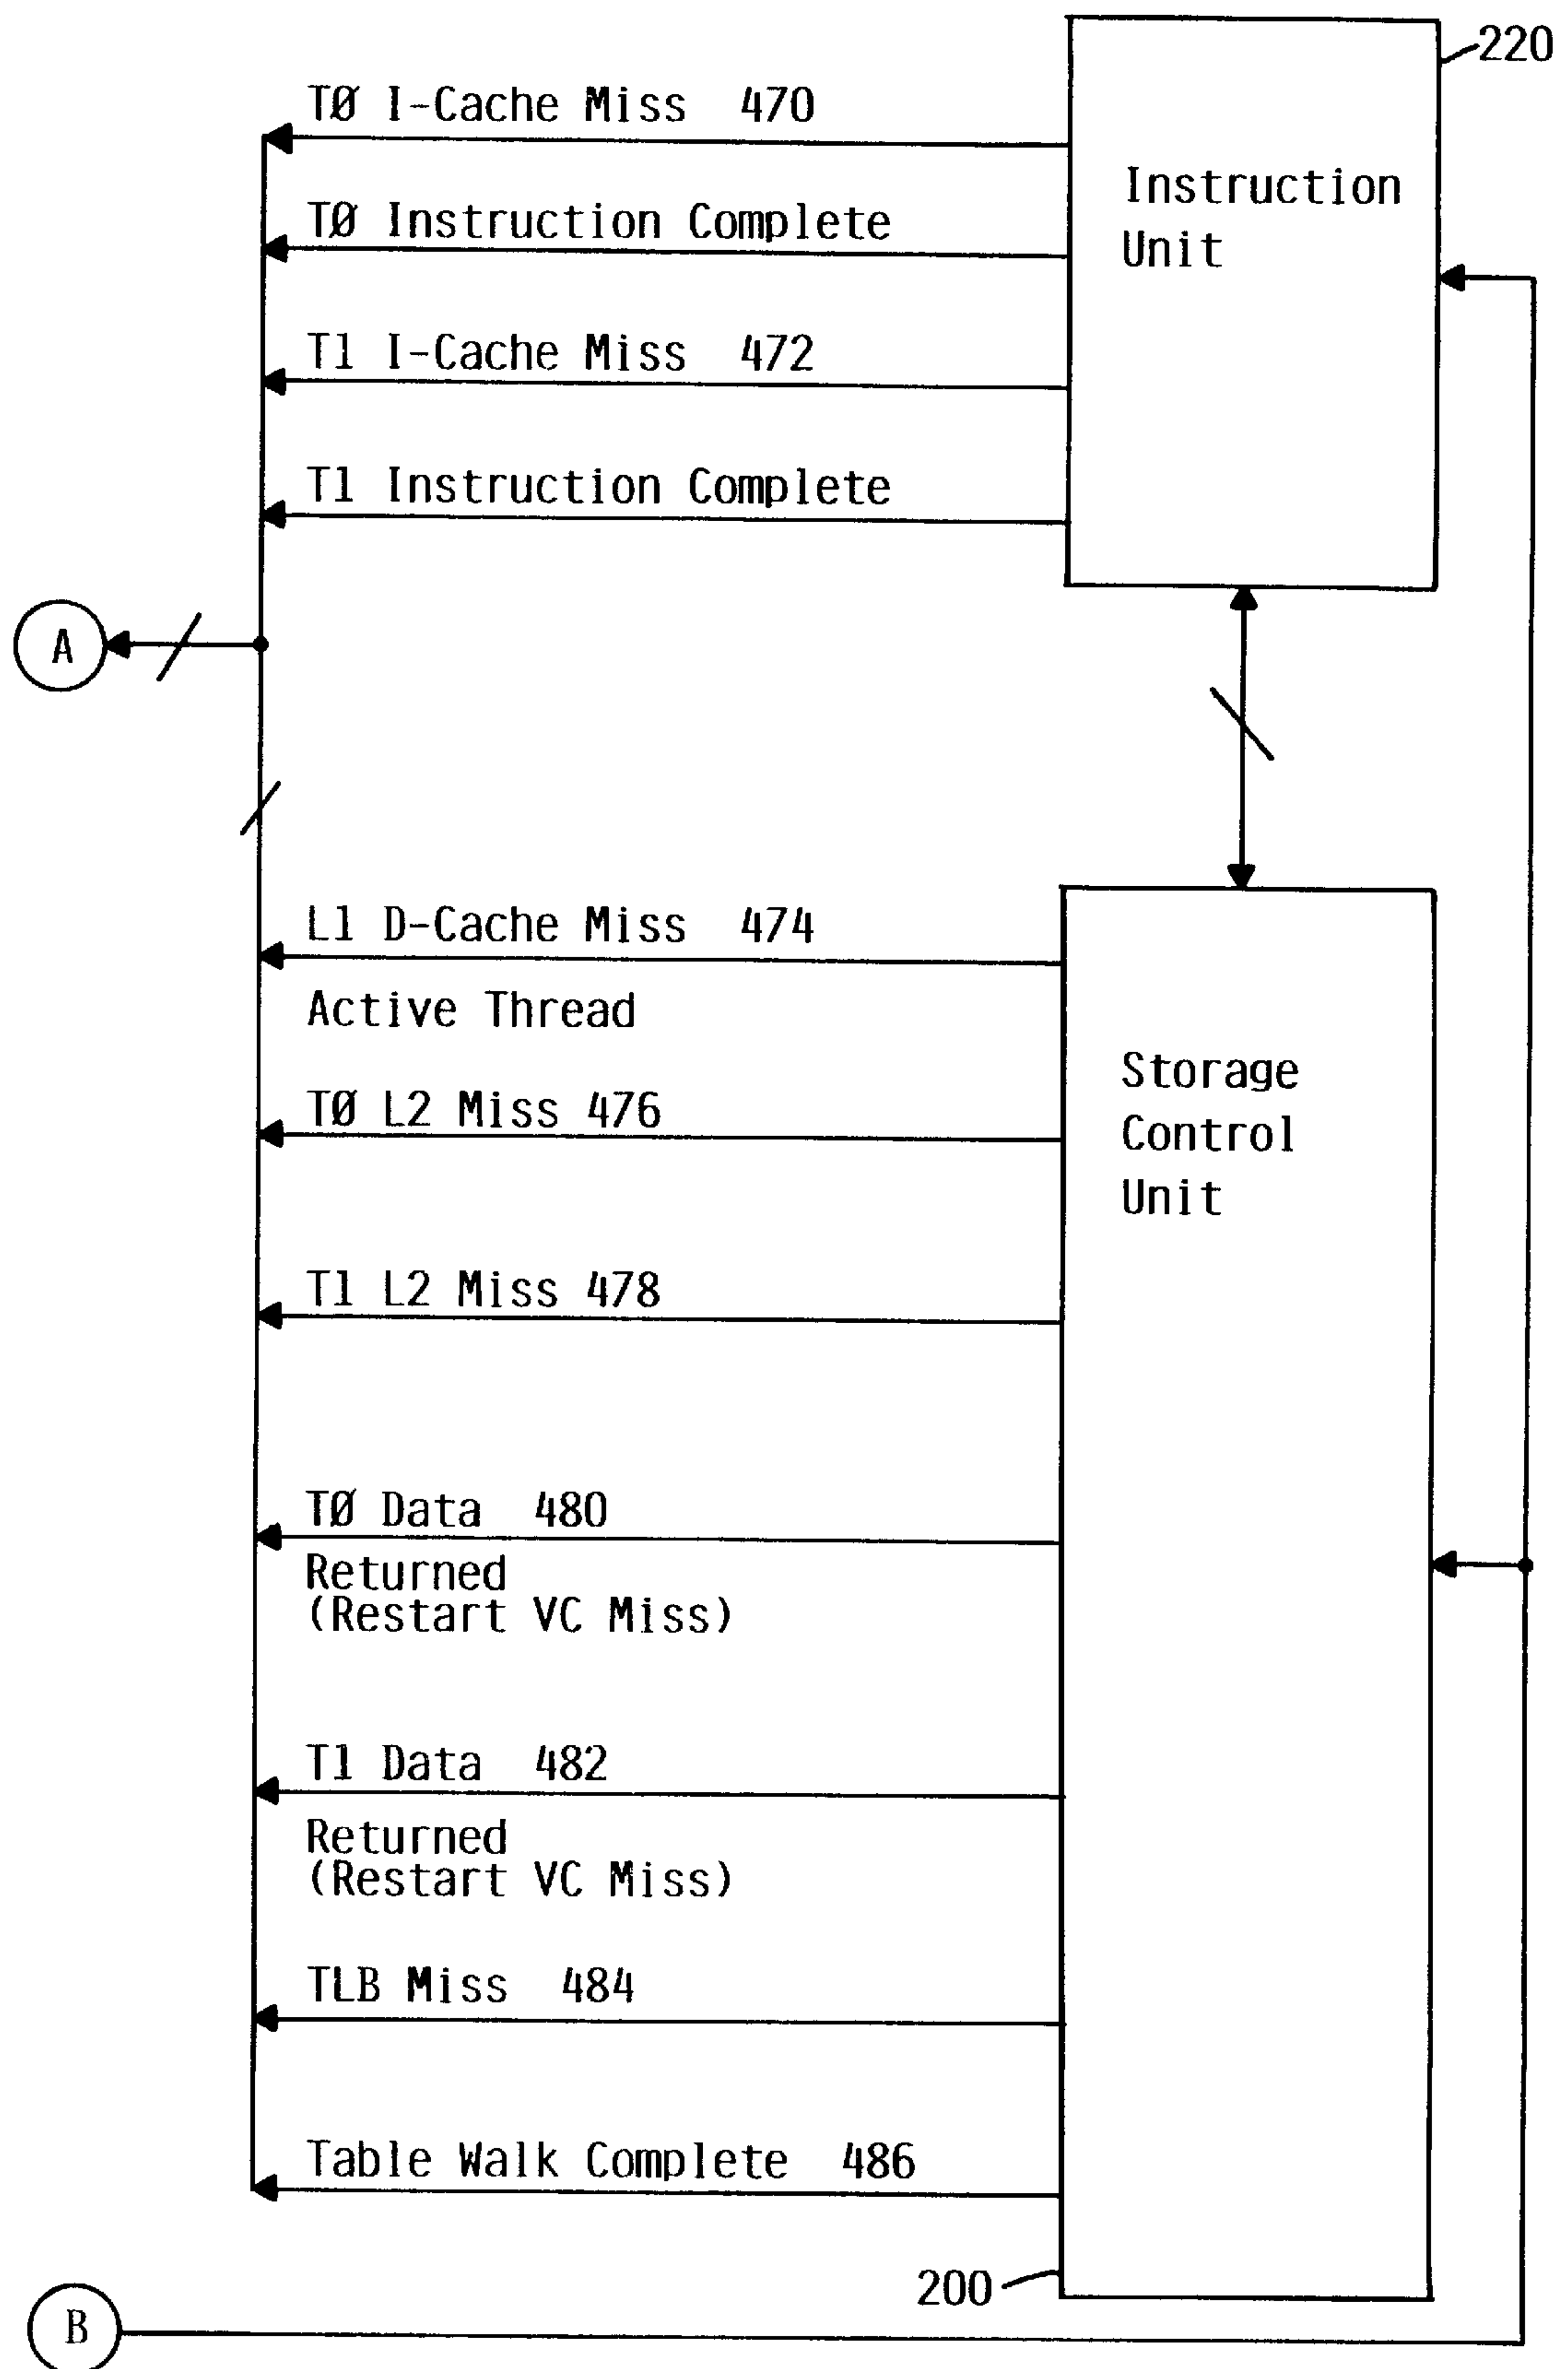 220
TØ I-Cache Miss 470
Instruction
Unit
TØ Instruction Complete
T1 I-Cache Miss 472
T1 Instruction Complete
A
L1 D-Cache Miss 474
Active Thread
Storage
Control
Unit
TØ L2 Miss 476
T1 L2 Miss 478
TØ Data 480
Returned
(Restart VC Miss)
T1 Data 482
Returned
(Restart VC Miss)
TLB Miss 484
Table Walk Complete 486
200
B